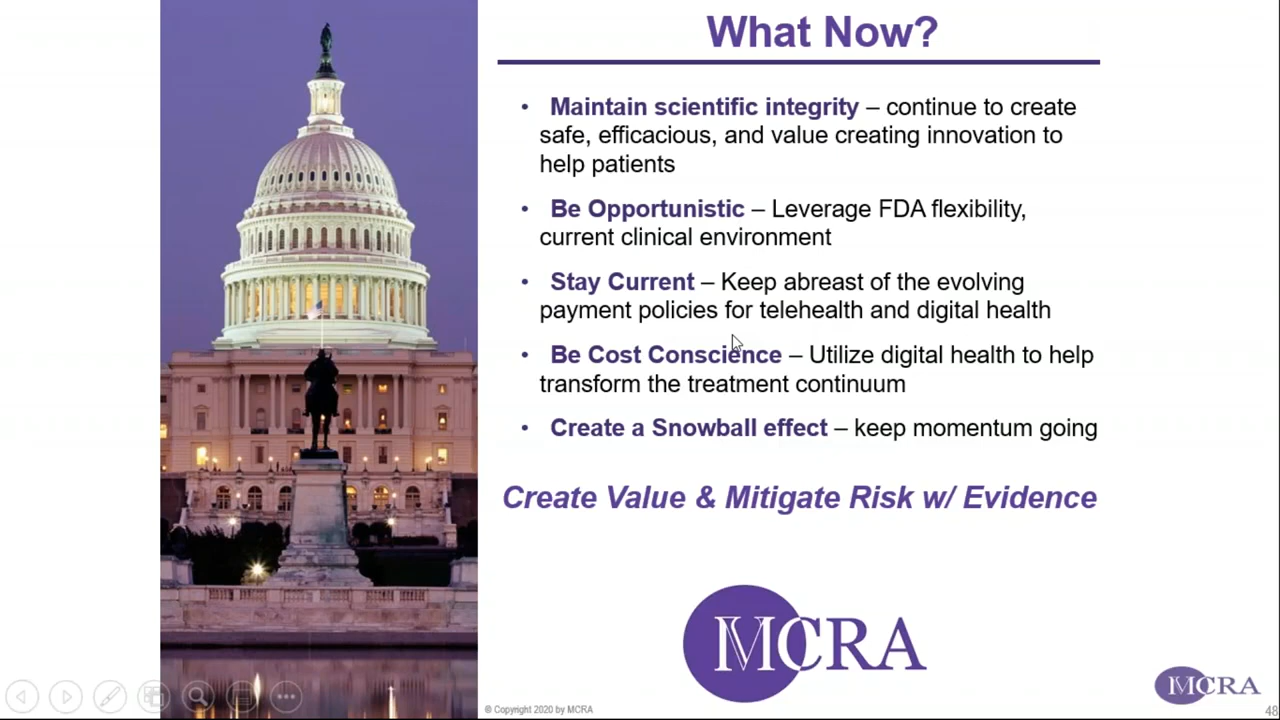 What Now?
• Maintain scientific integrity – continue to create
safe, efficacious, and value creating innovation to
help patients
• Be Opportunistic – Leverage FDA flexibility,
current clinical environment
• Stay Current – Keep abreast of the evolving
payment policies for telehealth and digital health
• Be Cost Conscience – Utilize digital health to help
transform the treatment continuum
• Create a Snowball effect – keep momentum going
Create Value & Mitigate Risk w/ Evidence
MCRA
© Copyright 2020 by MCRA
MCRA
48